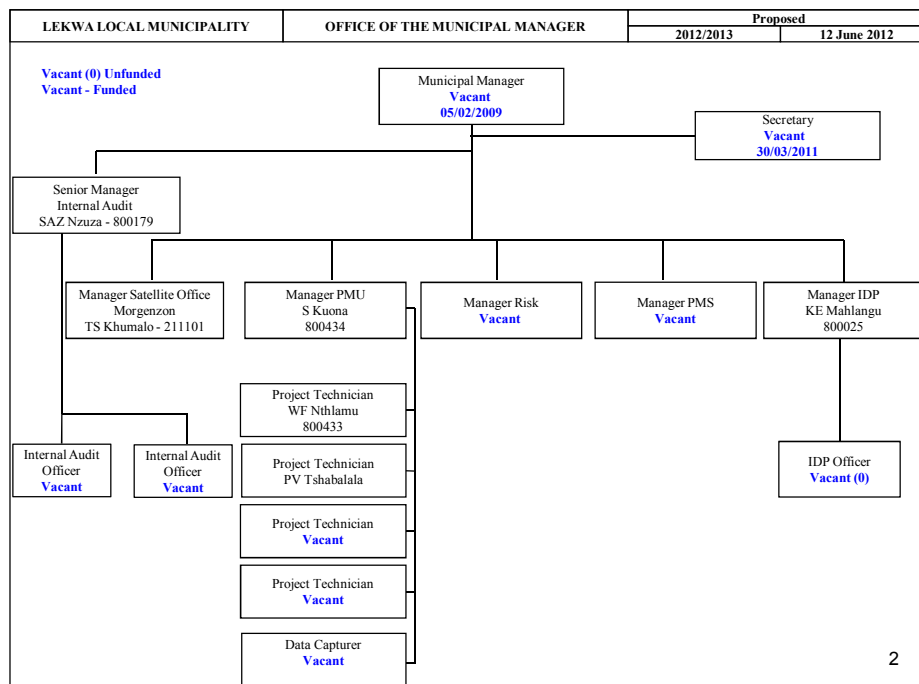 LEKWA LOCAL MUNICIPALITY
OFFICE OF THE MUNICIPAL MANAGER
Proposed
2012/2013
12 June 2012
Vacant (0) Unfunded
Vacant - Funded
Municipal Manager
Vacant
05/02/2009
Secretary
Vacant
30/03/2011
Senior Manager
Internal Audit
SAZ Nzuza - 800179
Manager Satellite Office
Morgenzon
TS Khumalo - 211101
Manager PMU
S Kuona
800434
Manager Risk
Vacant
Manager PMS
Vacant
Manager IDP
KE Mahlangu
800025
Project Technician
WF Nthlamu
800433
Internal Audit
Officer
Vacant
Internal Audit
Officer
Vacant
Project Technician
PV Tshabalala
IDP Officer
Vacant (0)
Project Technician
Vacant
Project Technician
Vacant
Data Capturer
Vacant
2